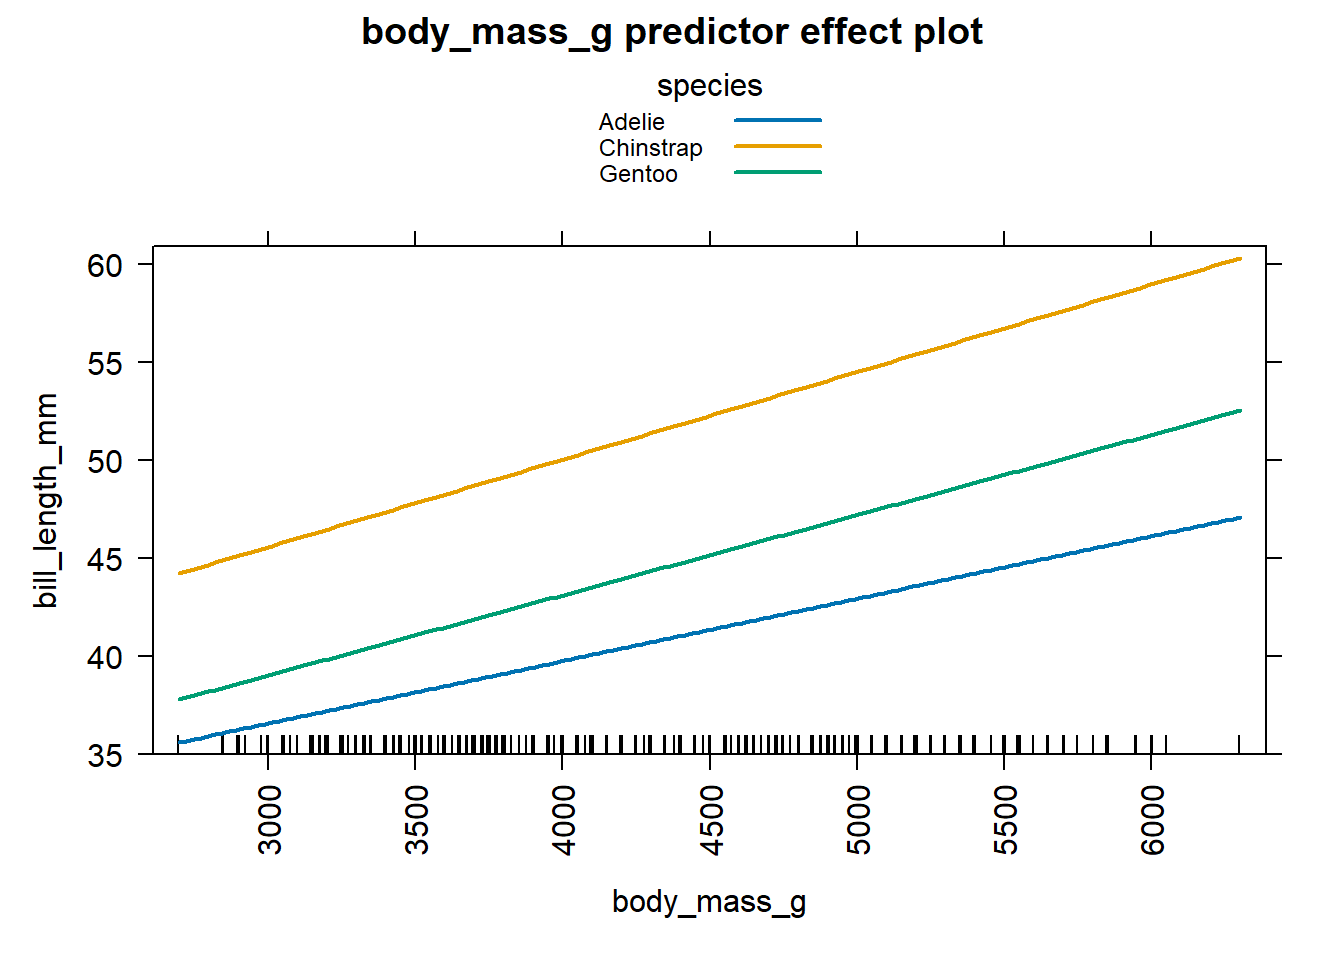 body_mass_g predictor effect plot
species
Adelie
Chinstrap
Gentoo
60
55
50
45
40
35
bill_length_mm
3000
3500
4000
4500
5000
5500
6000
body_mass_g